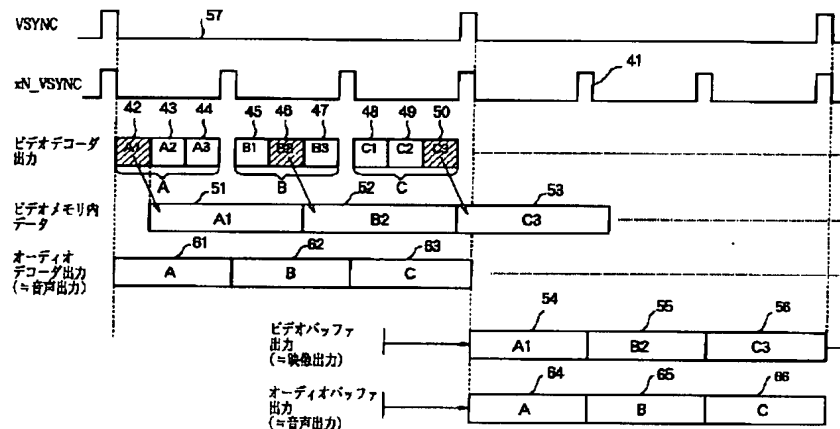 VSYNC
57
xN_VSYNC
41
42 43 44 45 46 47 48 49 50
ビデオデコーダ
出力
A1 A2 A3 B1 B2 B3 C1 C2 C3
A B C
51 52 53
ビデオメモリ内
データ
A1 B2 C3
61 62 63
オーディオ
デコーダ出力
(≒音声出力)
A B C
54 55 56
ビデオバッファ
出力
(≒映像出力)
A1 B2 C3
64 65 66
オーディオバッファ
出力
(≒音声出力)
A B C